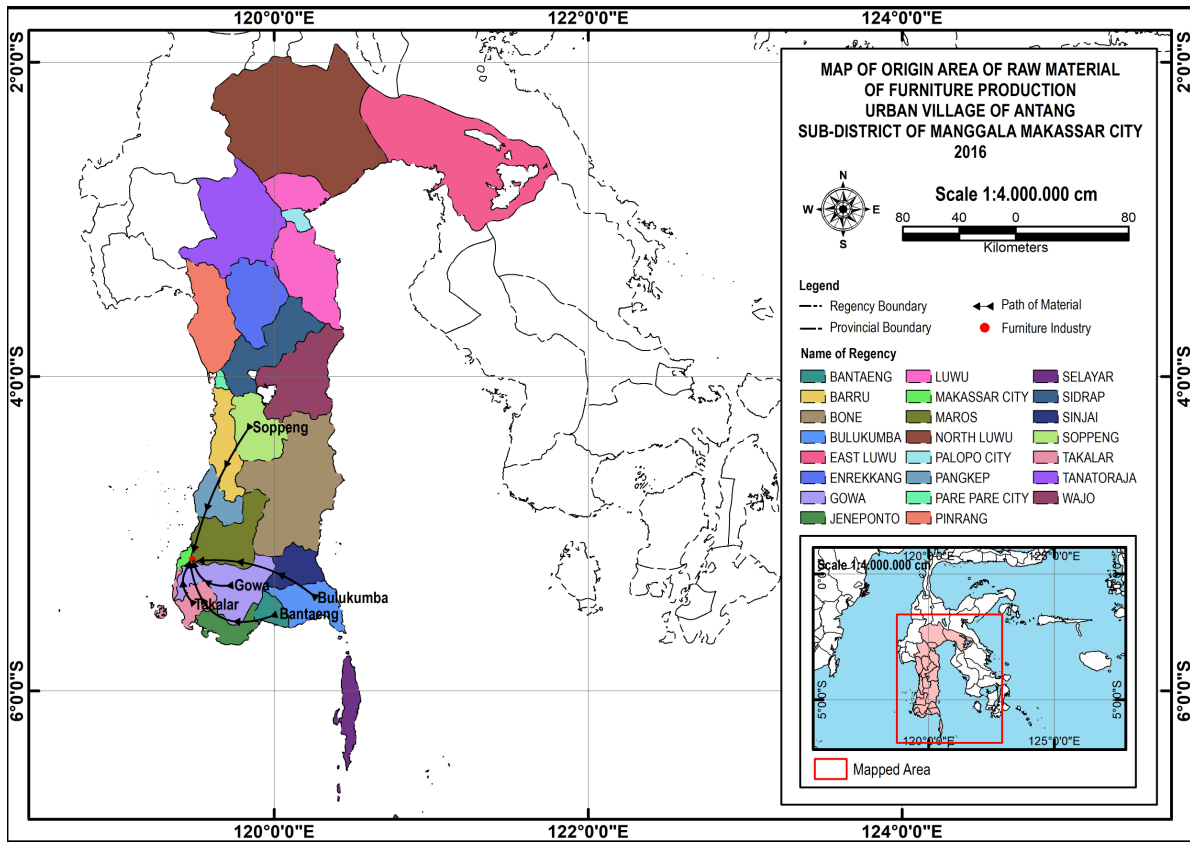 120°0'0"E 122°0'0"E 124°0'0"E
2°0'0"S 2°0'0"S
4°0'0"S 4°0'0"S
6°0'0"S 6°0'0"S
120°0'0"E 122°0'0"E 124°0'0"E
Soppeng
Gowa
Takalar
Bulukumba
Bantaeng
MAP OF ORIGIN AREA OF RAW MATERIAL
OF FURNITURE PRODUCTION
URBAN VILLAGE OF ANTANG
SUB-DISTRICT OF MANGGALA MAKASSAR CITY
2016
N
W E
S
Scale 1:4.000.000 cm
80 40 0 80
Kilometers
Legend
Regency Boundary
Path of Material
Provincial Boundary
Furniture Industry
Name of Regency
BANTAENG
BARRU
BONE
BULUKUMBA
EAST LUWU
ENREKKANG
GOWA
JENEPONTO
LUWU
MAKASSAR CITY
MAROS
NORTH LUWU
PALOPO CITY
PANGKEP
PARE PARE CITY
PINRANG
SELAYAR
SIDRAP
SINJAI
SOPPENG
TAKALAR
TANATORAJA
WAJO
120°0'0"E 125°0'0"E
Scale 1:4.000.000 cm
0°0'0"S 0°0'0"S
5°0'0"S 5°0'0"S
120°0'0"E 125°0'0"E
Mapped Area